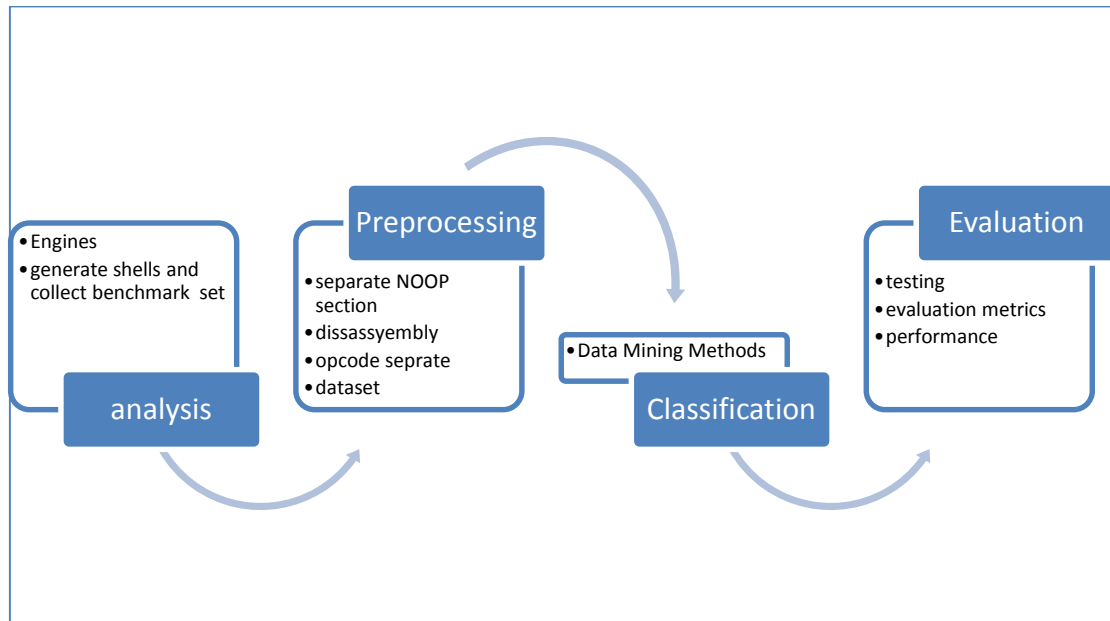 • Engines
• generate shells and
collect benchmark set
analysis
Preprocessing
• separate NOOP
section
• dissassyembly
• opcode seprate
• dataset
• Data Mining Methods
Classification
Evaluation
• testing
• evaluation metrics
• performance